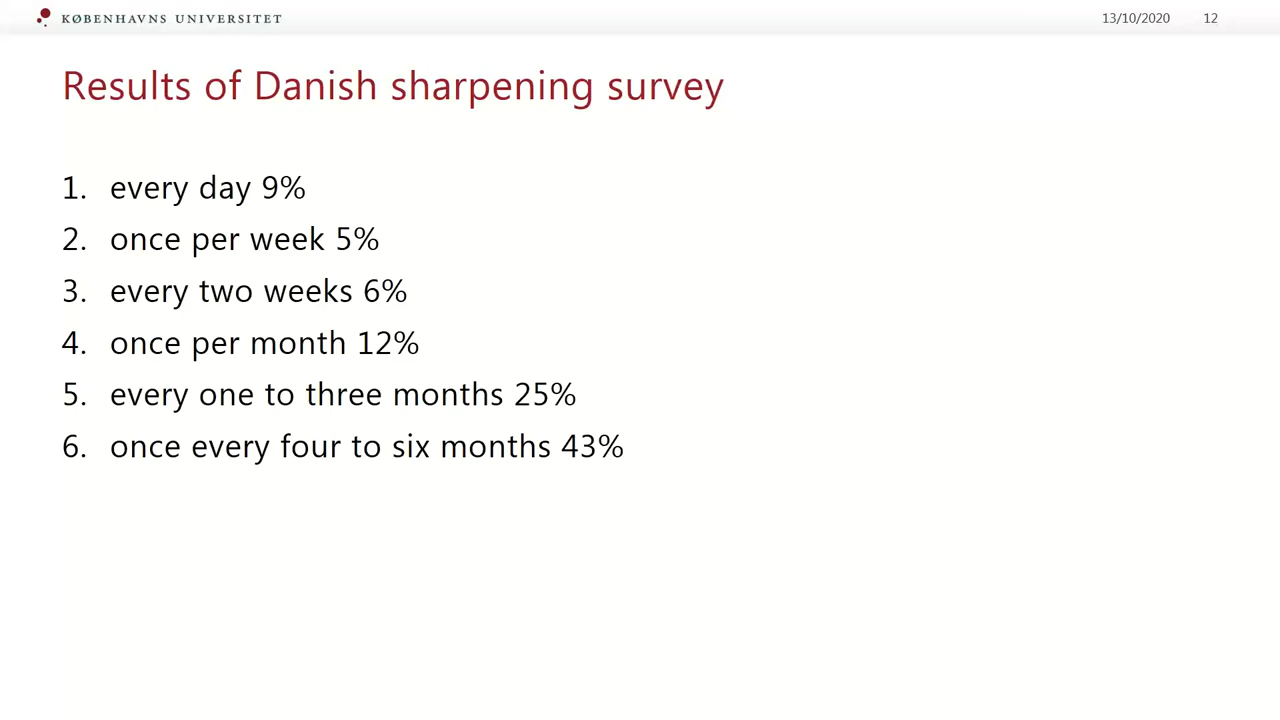 KØBENHAVNS UNIVERSITET
13/10/2020 12
Results of Danish sharpening survey
1. every day 9%
2. once per week 5%
3. every two weeks 6%
4. once per month 12%
5. every one to three months 25%
6. once every four to six months 43%